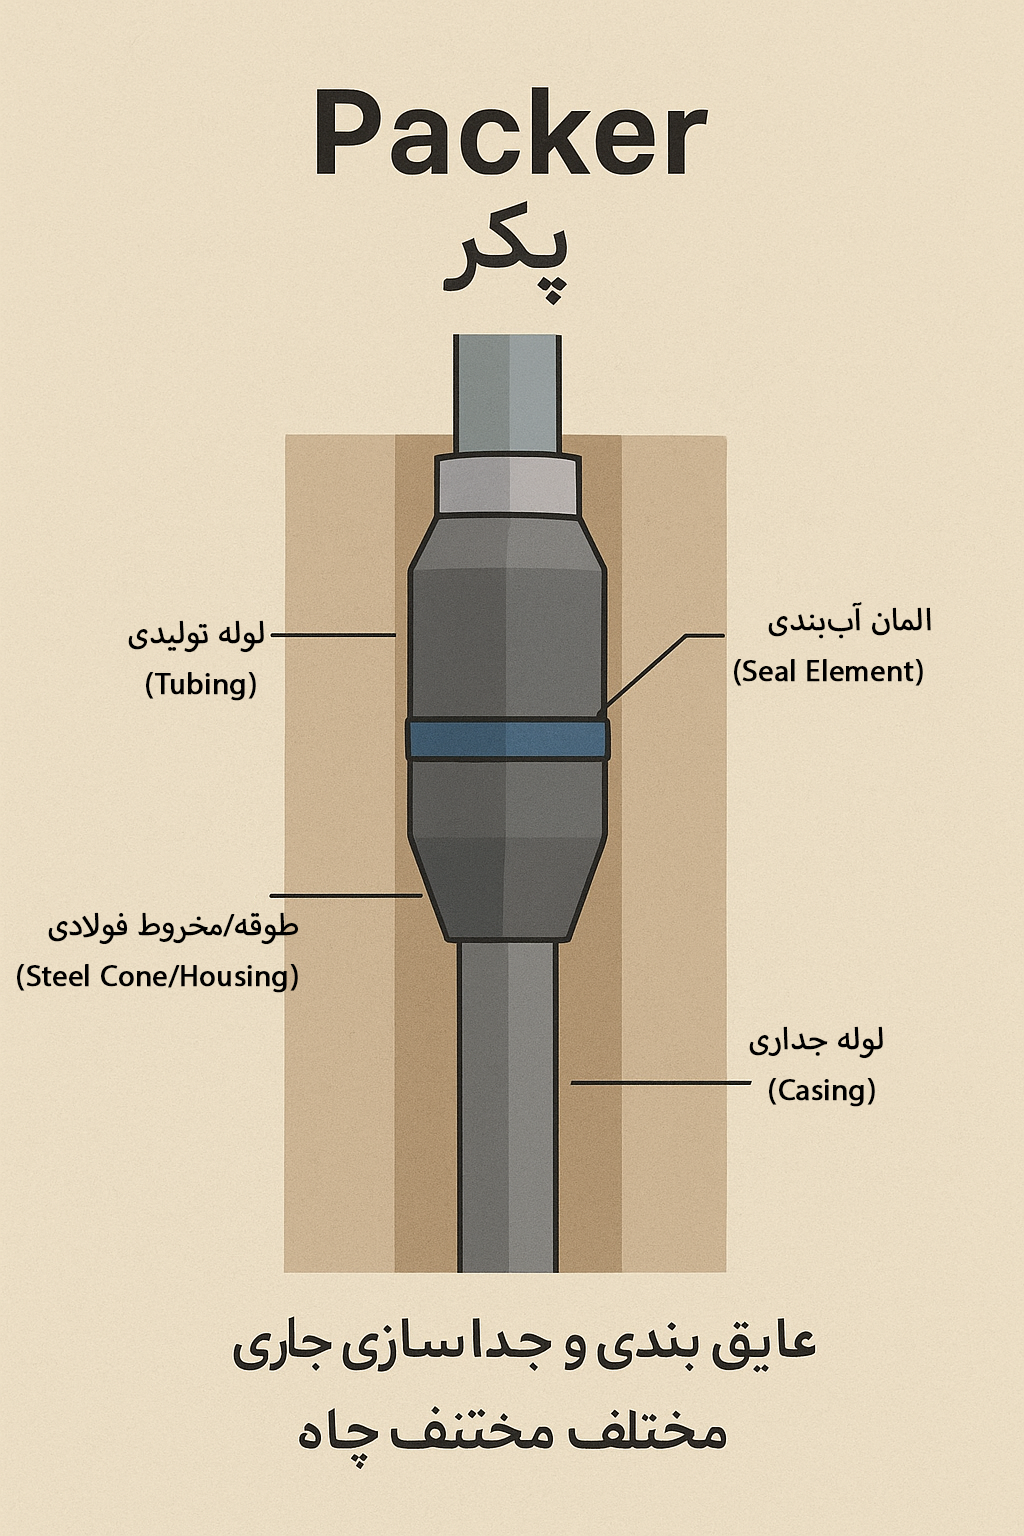 Packer
پکر
لوله تولیدی
(Tubing)
المان آب‌بندی
(Seal Element)
طوقه/مخروط فولادی
(Steel Cone/Housing)
لوله جداری
(Casing)
عایق بندی و جداسازی جاری
مختلف مختنف چاه